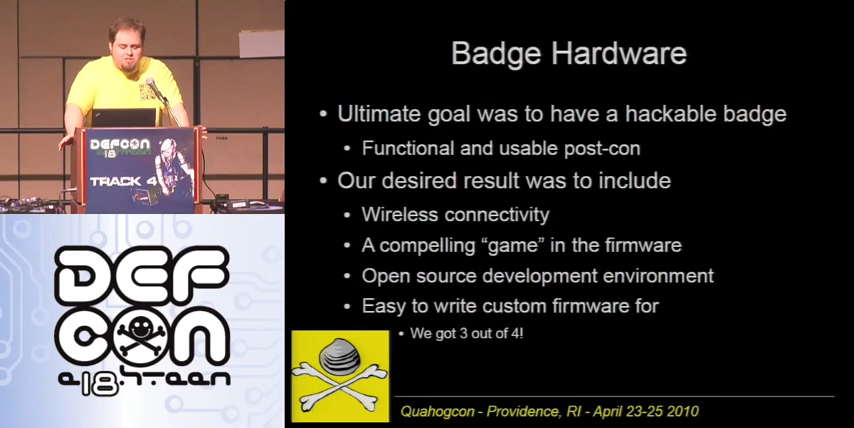 DEFCON
18
TRACK 4
DEF
CON
e18hteen
Badge Hardware
• Ultimate goal was to have a hackable badge
• Functional and usable post-con
• Our desired result was to include
• Wireless connectivity
• A compelling “game” in the firmware
• Open source development environment
• Easy to write custom firmware for
• We got 3 out of 4!
Quahogcon - Providence, RI - April 23-25 2010